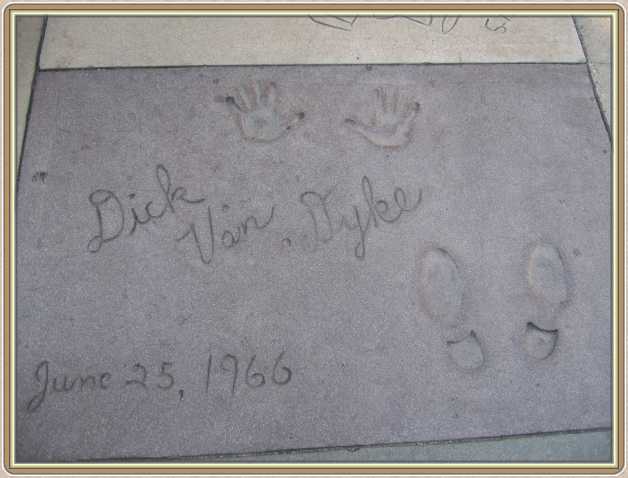 Dick
Van Dyke
June 25, 1966